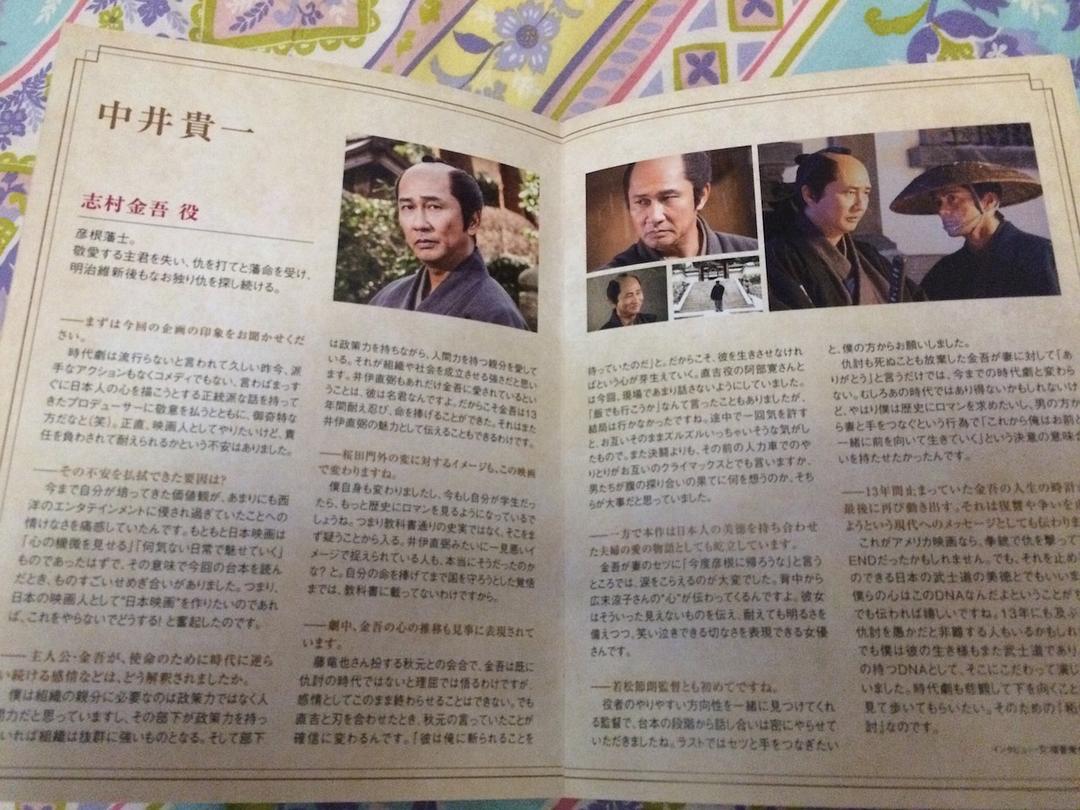 中井貴一
志村金吾 役
彦根藩士。
敬愛する主君を失い、仇を打てと藩命を受け、
明治維新後もなお独り仇を探し続ける。
――まずは今回の企画の印象をお聞かせくだ
さい。
時代劇は流行らないと言われて久しい昨今、派
手なアクションもなくコメディでもない、言わばまっす
ぐに日本人の心を描こうとする正統派な話を持って
きたプロデューサーに敬意を払うとともに、御奇特な
方だなと(笑)。正直、映画人としてやりたいけど、責
任を負わされて耐えられるかという不安はありました。
――その不安を払拭できた要因は?
今まで自分が培ってきた価値観が、あまりにも西
洋のエンタテインメントに侵され過ぎていたことへの
情けなさを痛感していたんです。もともと日本映画は
「心の機微を見せる」「何気ない日常で魅せていく」
ものであったはずで、その意味で今回の台本を読ん
だとき、ものすごいせめぎ合いがありました。つまり、
日本の映画人として“日本映画”を作りたいのであれ
ば、これをやらないでどうする!と奮起したのです。
――主人公・金吾が、使命のために時代に逆ら
い続ける感情などは、どう解釈されましたか。
僕は組織の親分に必要なのは政策力ではなく人
間力だと思っていますし、その部下が政策力を持っ
ていれば組織は抜群に強いものとなる。そして部下
は政策力を持ちながら、人間力を持つ親分を愛して
いる。それが組織や社会を成立させる強さだと思い
ます。井伊直弼もあれだけ金吾に愛されているとい
うことは、彼は名君なんですよ。だからこそ金吾は13
年間耐え忍び、命を捧げることができた。それはまた
井伊直弼の魅力として伝えることもできるわけです。
――桜田門外の変に対するイメージも、この映画
で変わりますね。
僕自身も変わりましたし、今もし自分が学生だっ
たら、もっと歴史にロマンを見るようになっているで
しょうね。つまり教科書通りの史実ではなく、そこをま
ず疑うことから入る。井伊直弼みたいに一見悪いイ
メージで捉えられている人も、本当にそうだったのか
な?と。自分の命を捧げてまで国を守ろうとした覚悟
までは、教科書に載ってないわけですから。
――劇中、金吾の心の推移も見事に表現されて
います。
藤竜也さん扮する秋元との会合で、金吾は既に
仇討の時代ではないと理屈では悟るわけですが、
感情としてこのまま終わらせることはできない。でも
直吉と刃を合わせたとき、秋元の言っていたことが
確信に変わるんです。「彼は俺に斬られることを
待っていたのだ」と。だからこそ、彼を生きさせなけれ
ばという心が芽生えていく。直吉役の阿部寛さんと
は今回、現場であまり話さないようにしていました。
「飯でも行こうか」なんて言ったこともありましたが、
結局は行かなかったですね。途中で一回気を許す
と、お互いそのままズルズルいっちゃいそうな気がし
たもので。また決闘よりも、その前の人力車でのや
りとりがお互いのクライマックスとでも言いますか、
男たちが腹の探り合いの果てに何を想うのか、そち
らが大事だと思っていました。
――一方で本作は日本人の美徳を持ち合わせ
た夫婦の愛の物語としても屹立しています。
金吾が妻のセツに「今度彦根に帰ろうな」と言う
ところでは、涙をこらえるのが大変でした。背中から
広末涼子さんの“心”が伝わってくるんですよ。彼女
はそういった見えないものを伝え、耐えても明るさを
備えつつ、笑い泣きできる切なさを表現できる女優
さんです。
――若松節朗監督とも初めてですね。
役者のやりやすい方向性を一緒に見つけてくれ
る監督で、台本の段階から話し合いは密にやらせて
いただきましたね。ラストではセツと手をつなぎたい
と、僕の方からお願いしました。
仇討も死ぬことも放棄した金吾が妻に対して「あ
りがとう」と言うだけでは、今までの時代劇と変わら
ない。むしろあの時代ではあり得ないかもしれないけ
ど、やはり僕は歴史にロマンを求めたいし、男の方か
ら妻と手をつなぐという行為で「これから俺はお前と
一緒に前を向いて生きていく」という決意の意味合
いを持たせたかったんです。
――13年間止まっていた金吾の人生の時計が
最後に再び動き出す。それは復讐や争いを
ようという現代へのメッセージとしても伝わりま
これがアメリカ映画なら、拳銃で仇を撃って
ENDだったかもしれません。でも、それを止め
のできる日本の武士道の美徳とでもいいま
僕らの心はこのDNAなんだよということが
でも伝われば嬉しいですね。13年にも及ぶ
仇討を愚かだと非難する人もいるかもしれ
でも僕は彼の生き様もまた武士道であり
の持つDNAとして、そこにこだわって演じ
いました。時代劇も悲観して下を向くこと
見て歩いてもらいたい。そのための「柘
討」なのです。